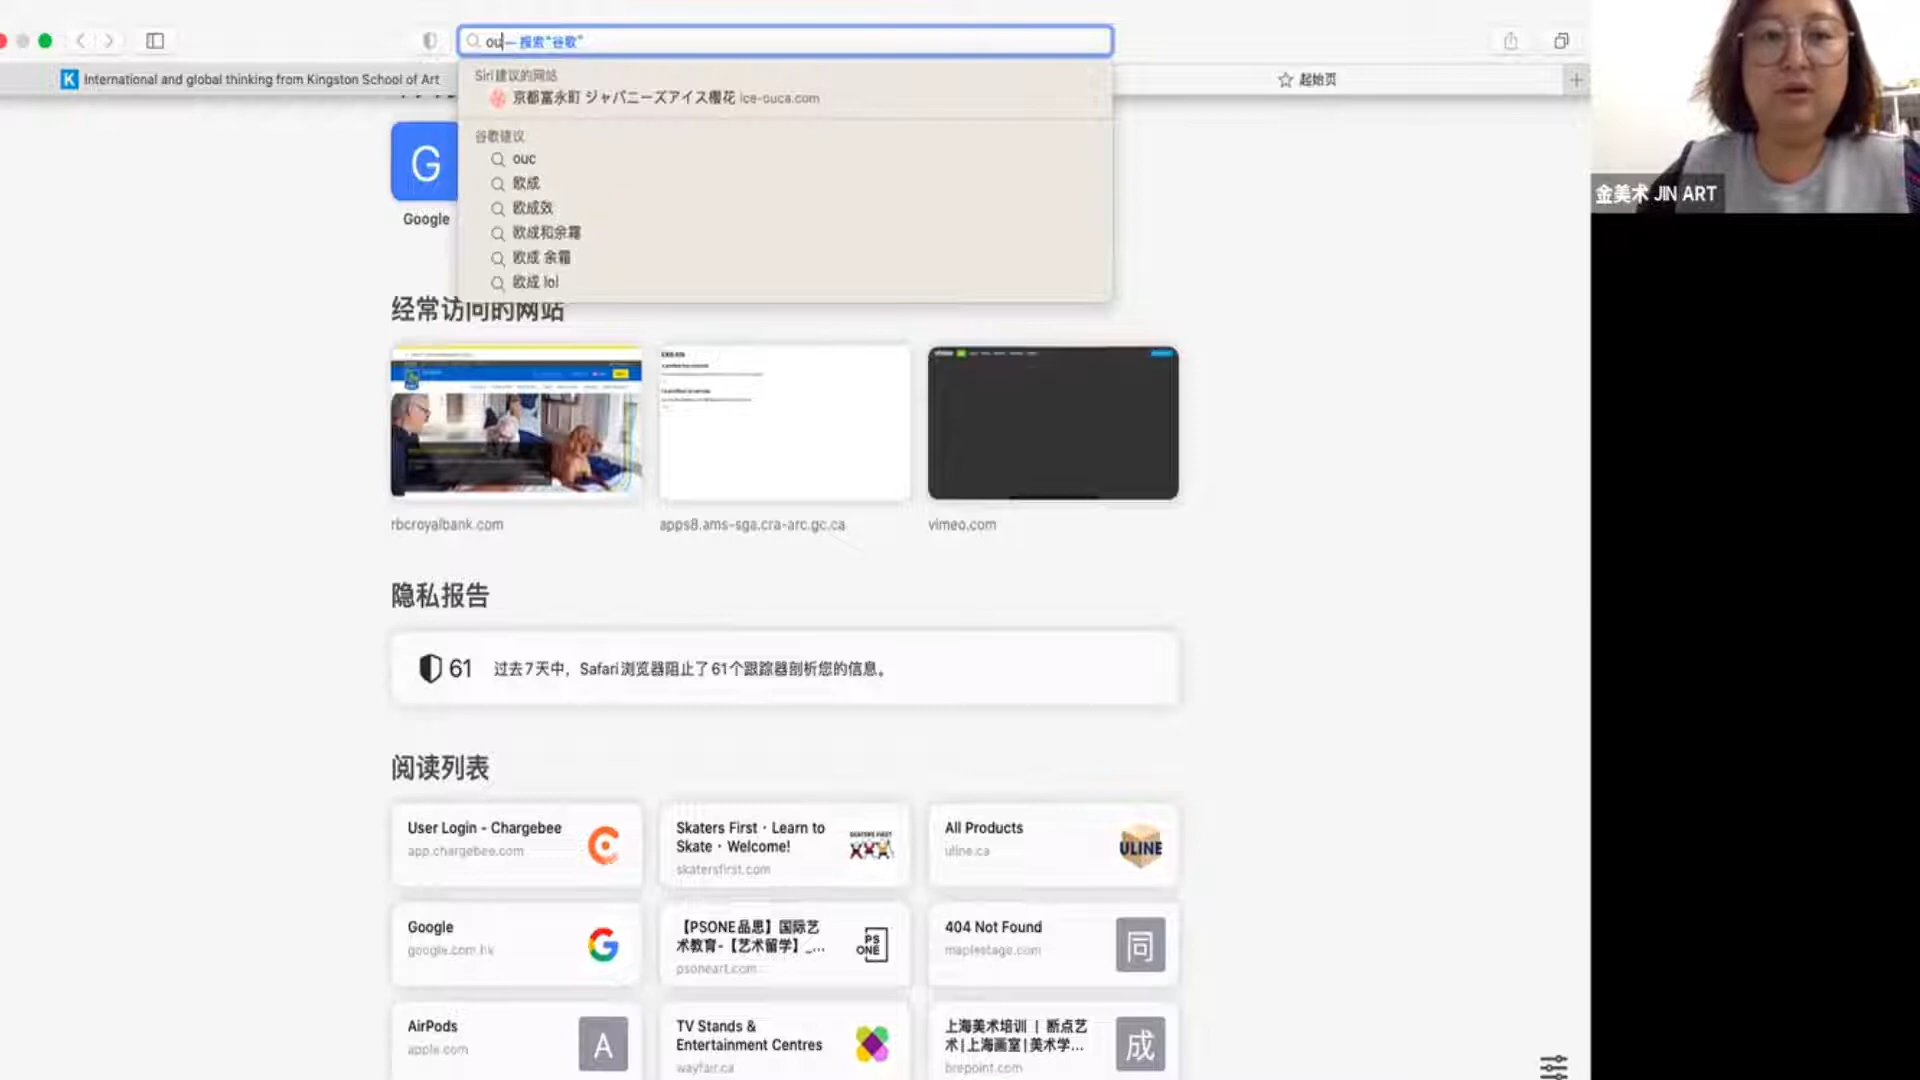 ou — 搜索"谷歌"
International and global thinking from Kingston School of Art
起始页
Siri建议的网站
京都富永町 ジャパニーズアイス櫻花 ice-ouca.com
谷歌建议
ouc
欧成
欧成效
欧成和余霜
欧成 余霜
欧成 lol
G
Google
经常访问的网站
rbcroyalbank.com
apps8.ams-sga.cra-arc.gc.ca
vimeo.com
隐私报告
61 过去7天中，Safari浏览器阻止了61个跟踪器剖析您的信息。
阅读列表
User Login - Chargebee
app.chargebee.com
Skaters First · Learn to
Skate · Welcome!
skatersfirst.com
SKATERS FIRST
All Products
uline.ca
ULINE
Google
google.com.hk
【PSONE品思】国际艺
术教育-【艺术留学】_...
psoneart.com
PS
ONE
404 Not Found
maplestage.com
同
AirPods
apple.com
A
TV Stands &
Entertainment Centres
wayfair.ca
上海美术培训 | 断点艺
术|上海画室|美术学...
brepoint.com
成
金美术 JIN ART